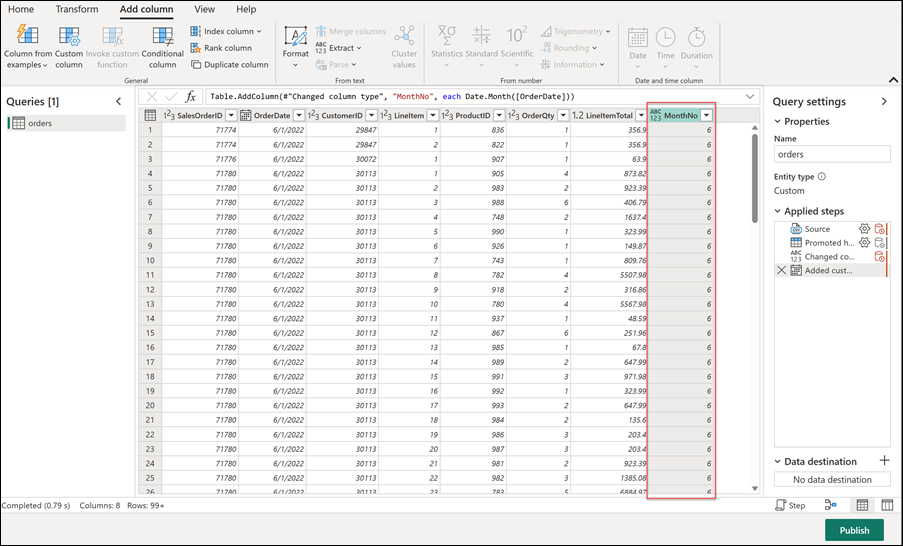 Home Transform Add column View Help
Column from examples Custom column Invoke custom function Conditional column Index column Rank column Duplicate column General
Format ABC 123 Merge columns Extract Parse Cluster values From text
Statistics Standard Scientific 10² Trigonometry Rounding Information From number
Date Time Duration Date and time column
Queries [1]
orders
fx Table.AddColumn(#"Changed column type", "MonthNo", each Date.Month([OrderDate]))
1²3 SalesOrderID OrderDate 1²3 CustomerID 1²3 LineItem 1²3 ProductID 1²3 OrderQty 1.2 LineItemTotal ABC 123 MonthNo
1 71774 6/1/2022 29847 1 836 1 356.9 6
2 71774 6/1/2022 29847 2 822 1 356.9 6
3 71776 6/1/2022 30072 1 907 1 63.9 6
4 71780 6/1/2022 30113 1 905 4 873.82 6
5 71780 6/1/2022 30113 2 983 2 923.39 6
6 71780 6/1/2022 30113 3 988 6 406.79 6
7 71780 6/1/2022 30113 4 748 2 1637.4 6
8 71780 6/1/2022 30113 5 990 1 323.99 6
9 71780 6/1/2022 30113 6 926 1 149.87 6
10 71780 6/1/2022 30113 7 743 1 809.76 6
11 71780 6/1/2022 30113 8 782 4 5507.98 6
12 71780 6/1/2022 30113 9 918 2 316.86 6
13 71780 6/1/2022 30113 10 780 4 5567.98 6
14 71780 6/1/2022 30113 11 937 1 48.59 6
15 71780 6/1/2022 30113 12 867 6 251.96 6
16 71780 6/1/2022 30113 13 985 1 67.8 6
17 71780 6/1/2022 30113 14 989 2 647.99 6
18 71780 6/1/2022 30113 15 991 3 971.98 6
19 71780 6/1/2022 30113 16 992 1 323.99 6
20 71780 6/1/2022 30113 17 993 2 647.99 6
21 71780 6/1/2022 30113 18 984 2 135.6 6
22 71780 6/1/2022 30113 19 986 3 203.4 6
23 71780 6/1/2022 30113 20 987 3 203.4 6
24 71780 6/1/2022 30113 21 981 2 923.39 6
25 71780 6/1/2022 30113 22 982 3 1385.08 6
26 71780 6/1/2022 30113 23 783 5 6884.97 6
Query settings
Properties
Name
orders
Entity type
Custom
Applied steps
Source
Promoted h...
ABC 123 Changed co...
Added cust...
Data destination
No data destination
Completed (0.79 s) Columns: 8 Rows: 99+ Step
Publish